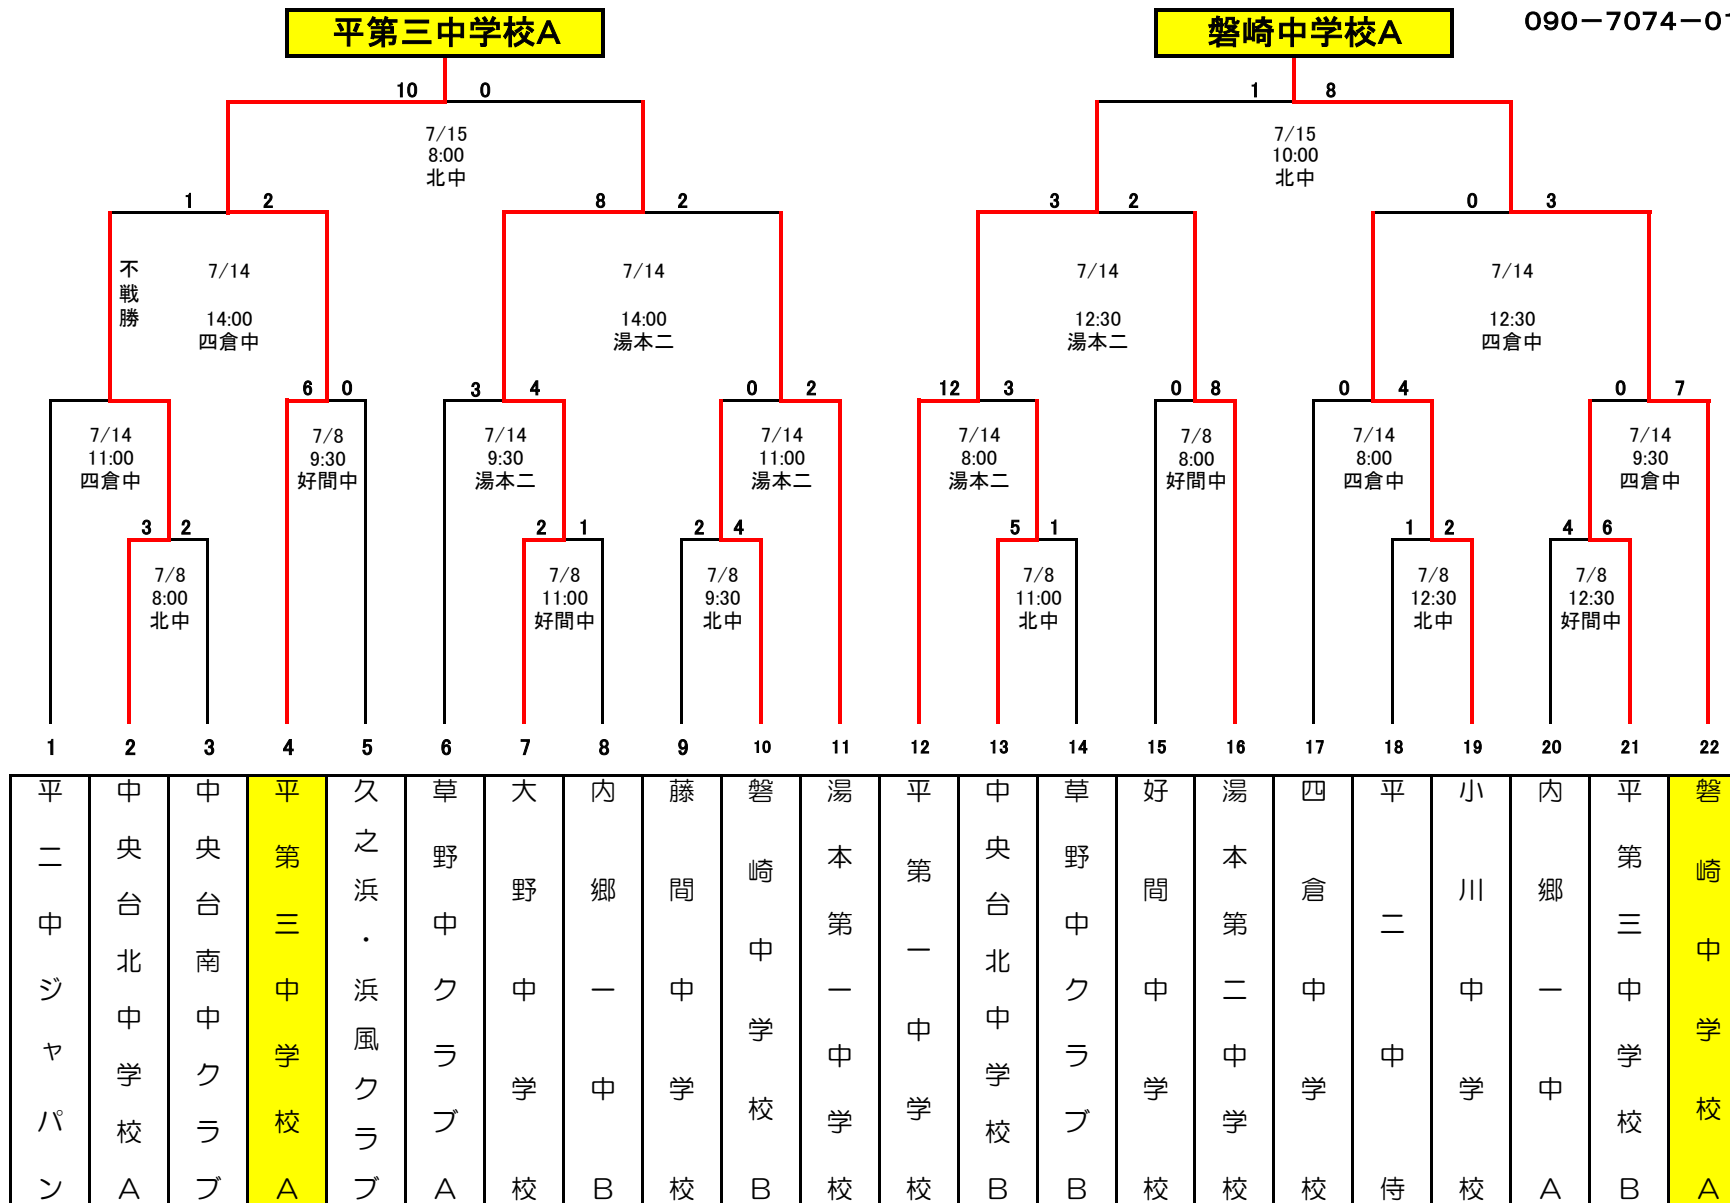 平第三中学校A
磐崎中学校A
090-7074-01
10 0
1 8
7/15
8:00
北中
7/15
10:00
北中
1 2
8 2
3 2
0 3
不戦勝
7/14
14:00
四倉中
7/14
14:00
湯本二
7/14
12:30
湯本二
7/14
12:30
四倉中
6 0
3 4
0 2
12 3
0 8
0 4
0 7
7/14
11:00
四倉中
7/8
9:30
好間中
7/14
9:30
湯本二
7/14
11:00
湯本二
7/14
8:00
湯本二
7/8
8:00
好間中
7/14
8:00
四倉中
7/14
9:30
四倉中
3 2
2 1
2 4
5 1
1 2
4 6
7/8
8:00
北中
7/8
11:00
好間中
7/8
9:30
北中
7/8
11:00
北中
7/8
12:30
北中
7/8
12:30
好間中
1 2 3 4 5 6 7 8 9 10 11 12 13 14 15 16 17 18 19 20 21 22
平二中ジャパン
中央台北中学校A
中央台南中クラブ
平第三中学校A
久之浜・浜風クラブ
草野中クラブA
大野中学校
内郷一中B
藤間中学校
磐崎中学校B
湯本第一中学校
平第一中学校
中央台北中学校B
草野中クラブB
好間中学校
湯本第二中学校
四倉中学校
平二中侍
小川中学校
内郷一中A
平第三中学校B
磐崎中学校A